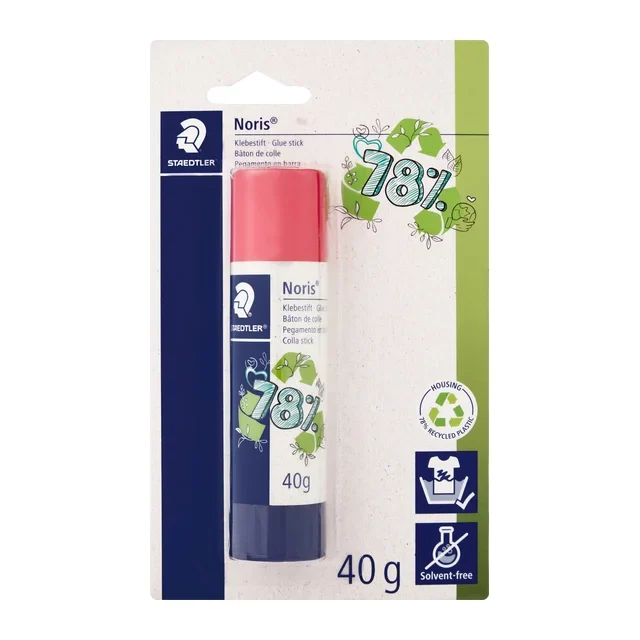 STAEDTLER
Noris®
Klebestift · Glue stick
Bâton de colle
Pegamento en barra
78%
STAEDTLER®
Noris®
Klebestift · Glue
Bâton de colle
Pegamento en
Colla stick
78%
40g
HOUSING
78% RECYCLED PLASTIC
Solvent-free
40 g